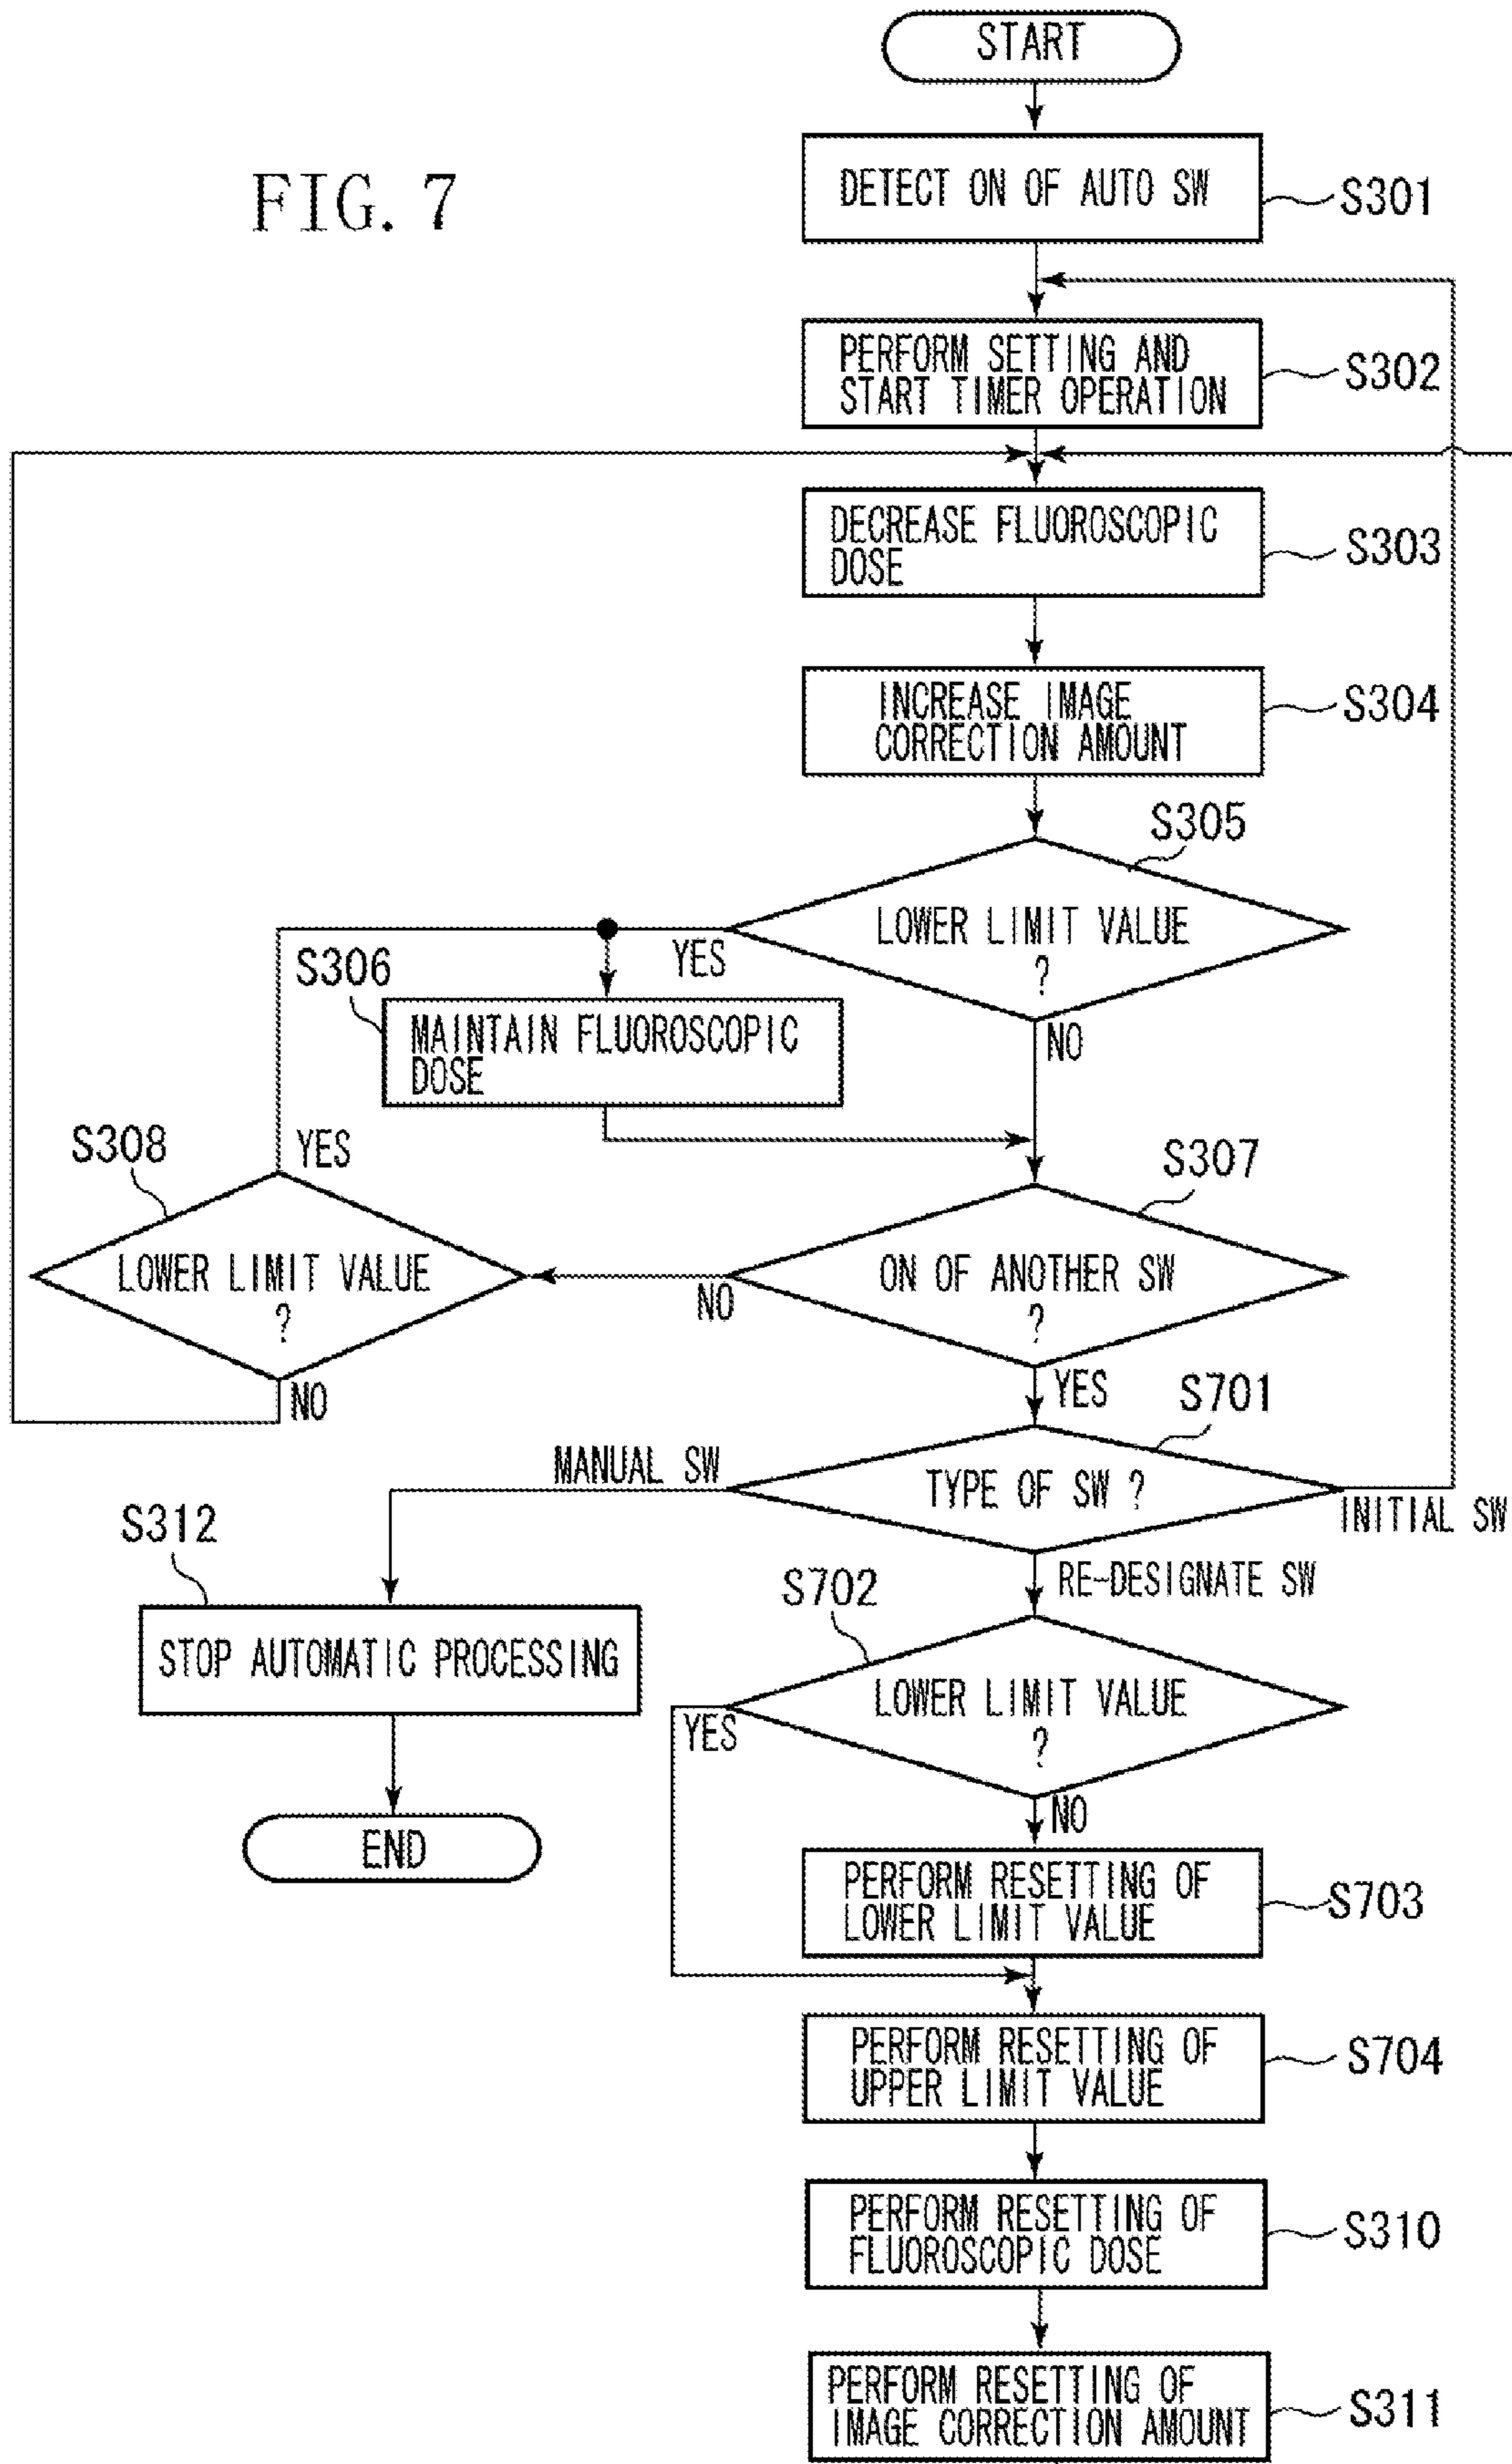 START
FIG. 7
DETECT ON OF AUTO SW
S301
PERFORM SETTING AND
START TIMER OPERATION
S302
DECREASE FLUOROSCOPIC
DOSE
S303
INCREASE IMAGE
CORRECTION AMOUNT
S304
S305
LOWER LIMIT VALUE
?
YES
NO
S306
MAINTAIN FLUOROSCOPIC
DOSE
S308
YES
LOWER LIMIT VALUE
?
NO
S307
ON OF ANOTHER SW
?
NO
YES
S701
TYPE OF SW ?
MANUAL SW
INITIAL SW
RE-DESIGNATE SW
S312
STOP AUTOMATIC PROCESSING
END
S702
LOWER LIMIT VALUE
?
YES
NO
PERFORM RESETTING OF
LOWER LIMIT VALUE
S703
PERFORM RESETTING OF
UPPER LIMIT VALUE
S704
PERFORM RESETTING OF
FLUOROSCOPIC DOSE
S310
PERFORM RESETTING OF
IMAGE CORRECTION AMOUNT
S311